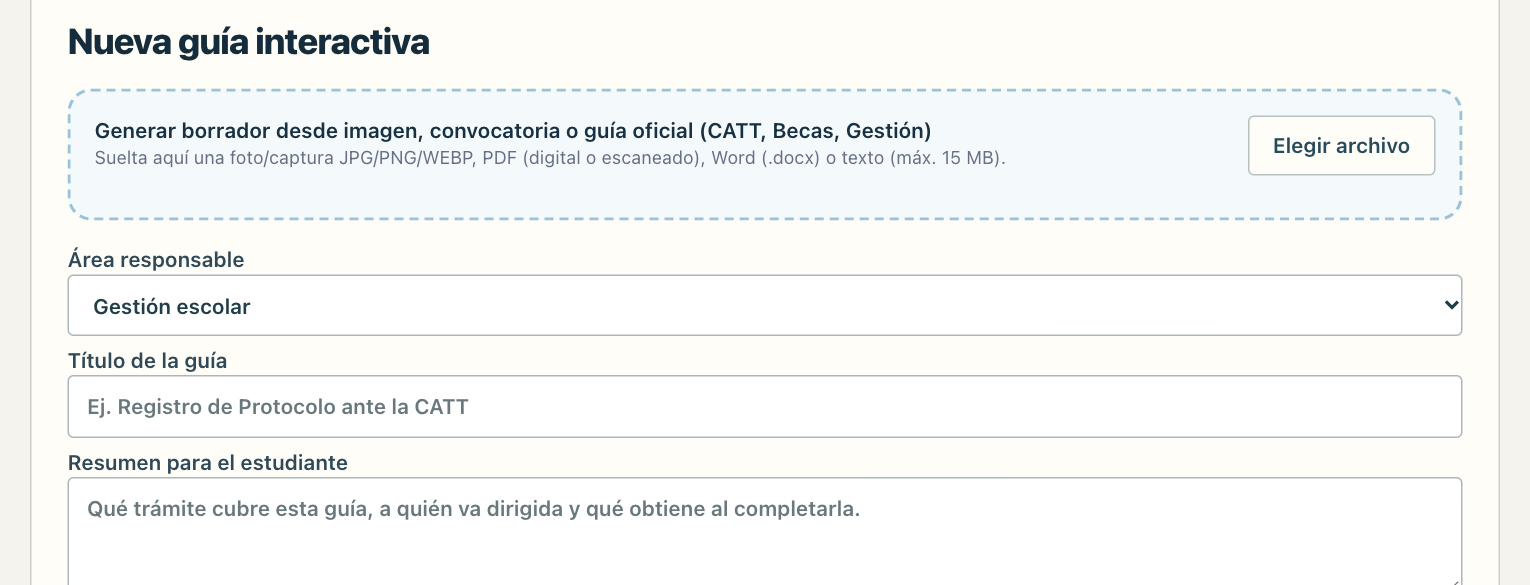 Nueva guía interactiva
Generar borrador desde imagen, convocatoria o guía oficial (CATT, Becas, Gestión)
Suelta aquí una foto/captura JPG/PNG/WEBP, PDF (digital o escaneado), Word (.docx) o texto (máx. 15 MB).
Elegir archivo
Área responsable
Gestión escolar
Título de la guía
Ej. Registro de Protocolo ante la CATT
Resumen para el estudiante
Qué trámite cubre esta guía, a quién va dirigida y qué obtiene al completarla.